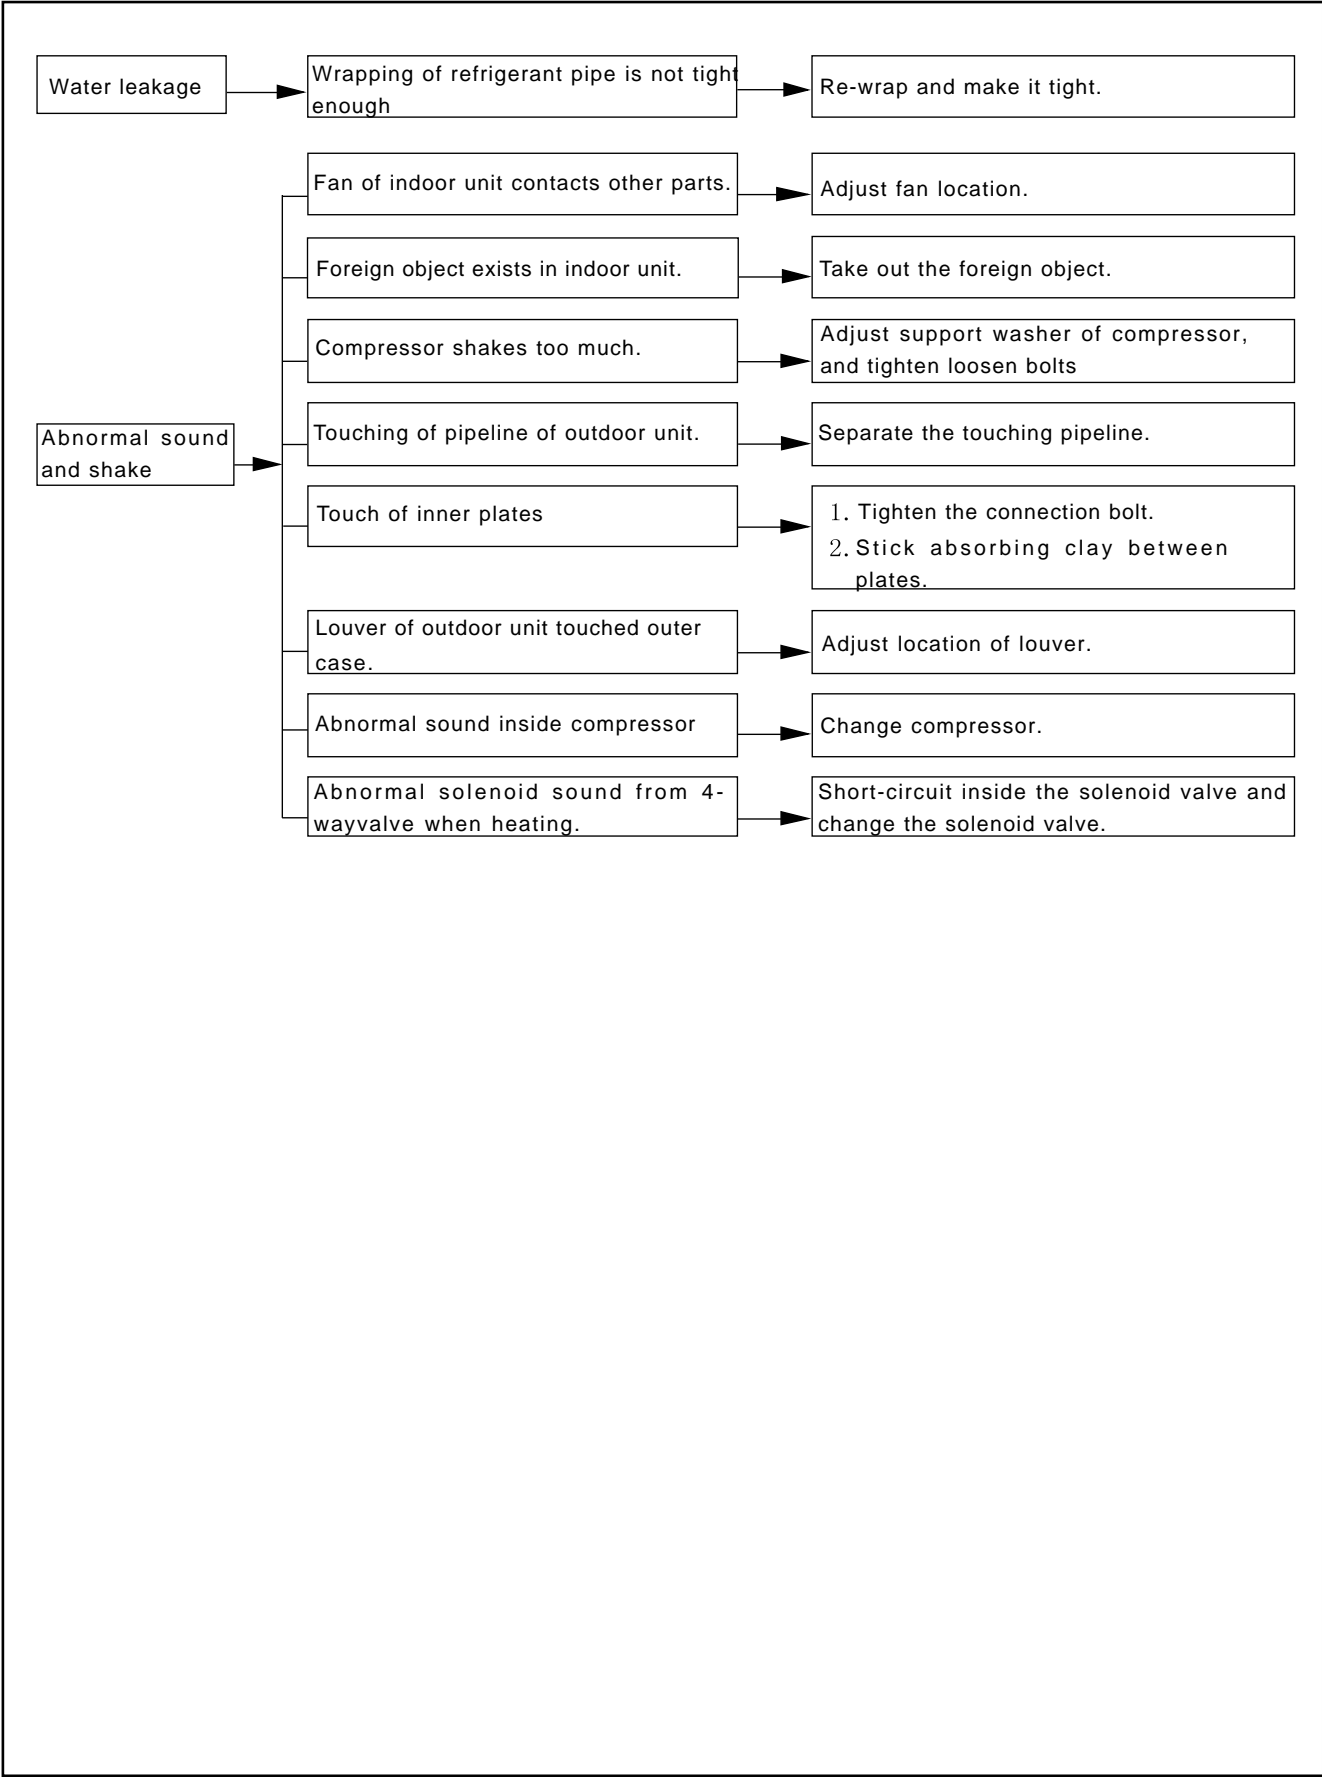 Water leakage
Wrapping of refrigerant pipe is not tight
enough
Re-wrap and make it tight.
Abnormal sound
and shake
Fan of indoor unit contacts other parts.
Adjust fan location.
Foreign object exists in indoor unit.
Take out the foreign object.
Compressor shakes too much.
Adjust support washer of compressor,
and tighten loosen bolts
Touching of pipeline of outdoor unit.
Separate the touching pipeline.
Touch of inner plates
1. Tighten the connection bolt.
2. Stick absorbing clay between
plates.
Louver of outdoor unit touched outer
case.
Adjust location of louver.
Abnormal sound inside compressor
Change compressor.
Abnormal solenoid sound from 4-
wayvalve when heating.
Short-circuit inside the solenoid valve and
change the solenoid valve.